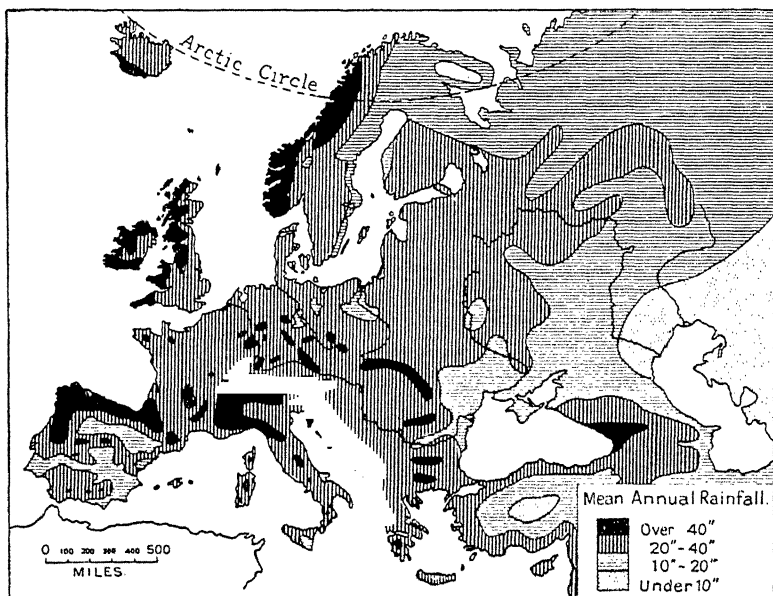 Arctic Circle
Mean Annual Rainfall.
Over 40"
20"-40"
10"-20"
Under 10"
0 100 200 300 400 500
MILES.